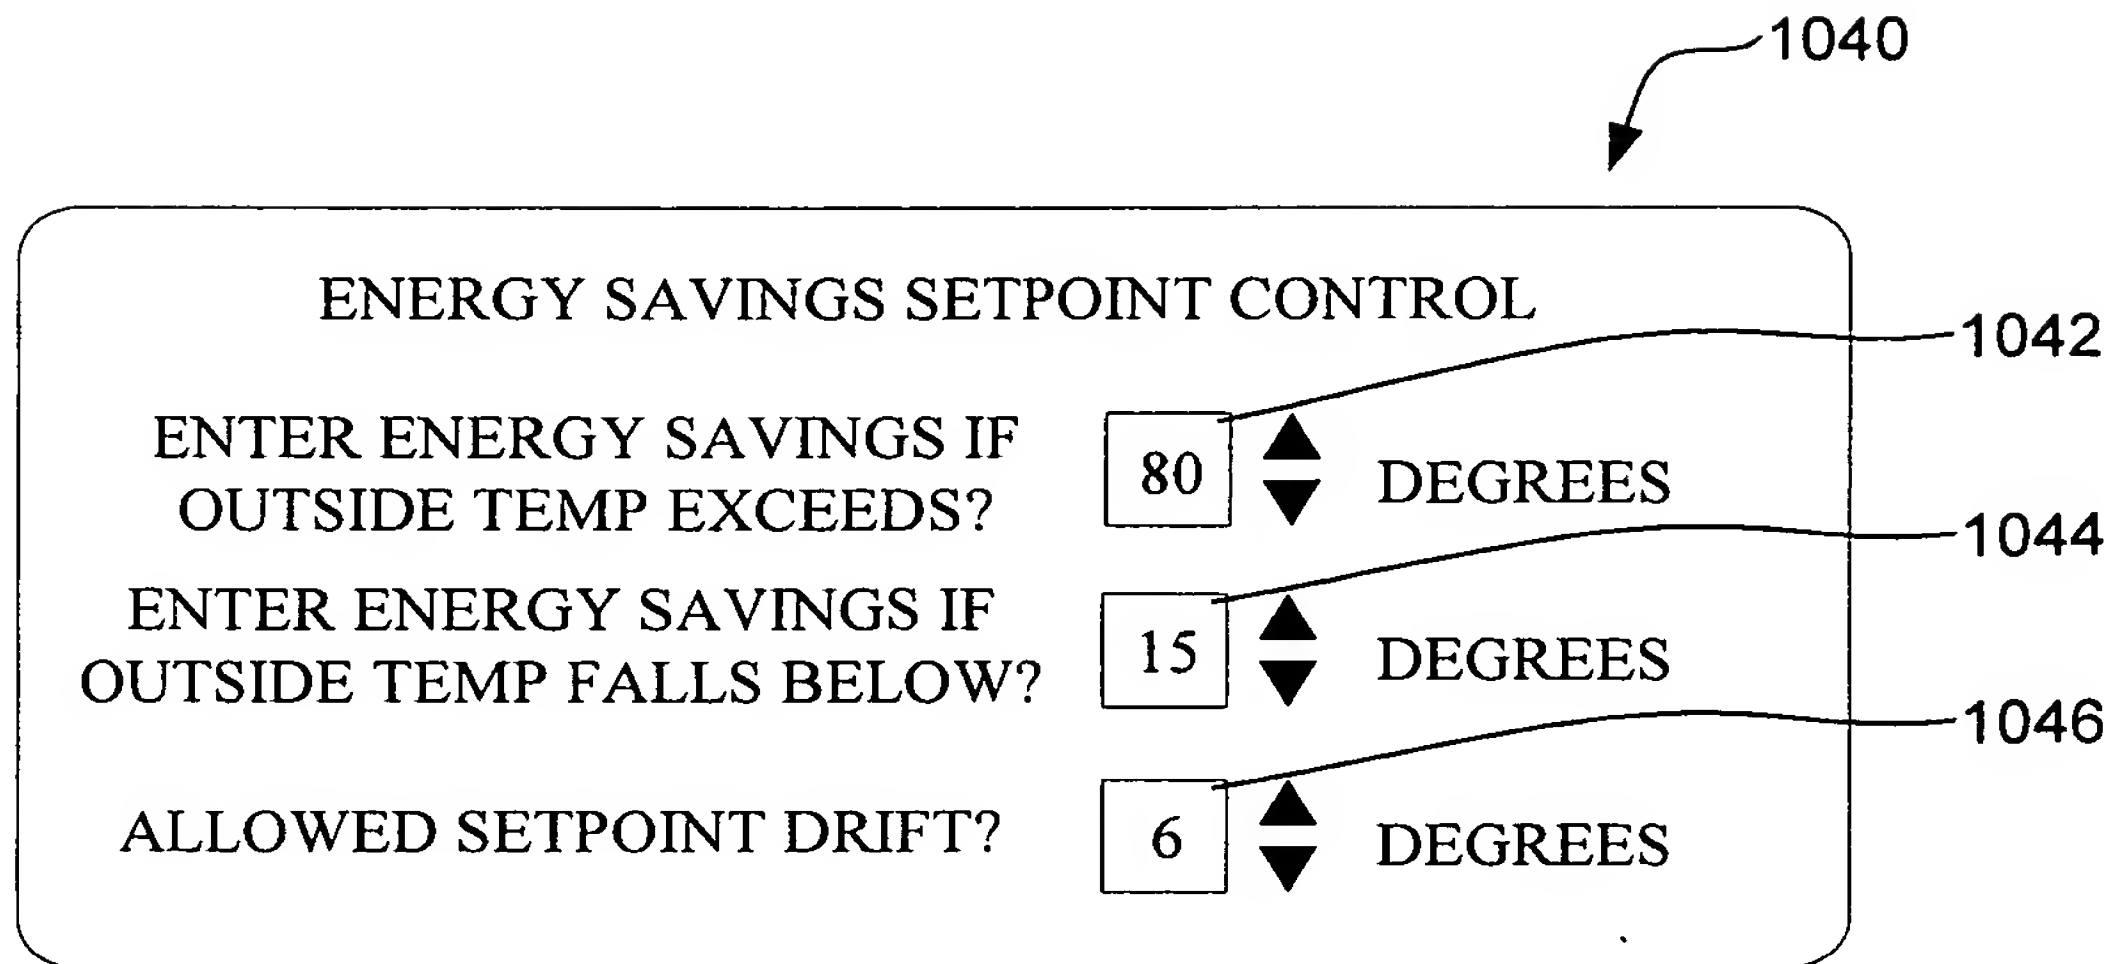 1040
ENERGY SAVINGS SETPOINT CONTROL
1042
ENTER ENERGY SAVINGS IF
OUTSIDE TEMP EXCEEDS?
80
DEGREES
1044
ENTER ENERGY SAVINGS IF
OUTSIDE TEMP FALLS BELOW?
15
DEGREES
1046
ALLOWED SETPOINT DRIFT?
6
DEGREES